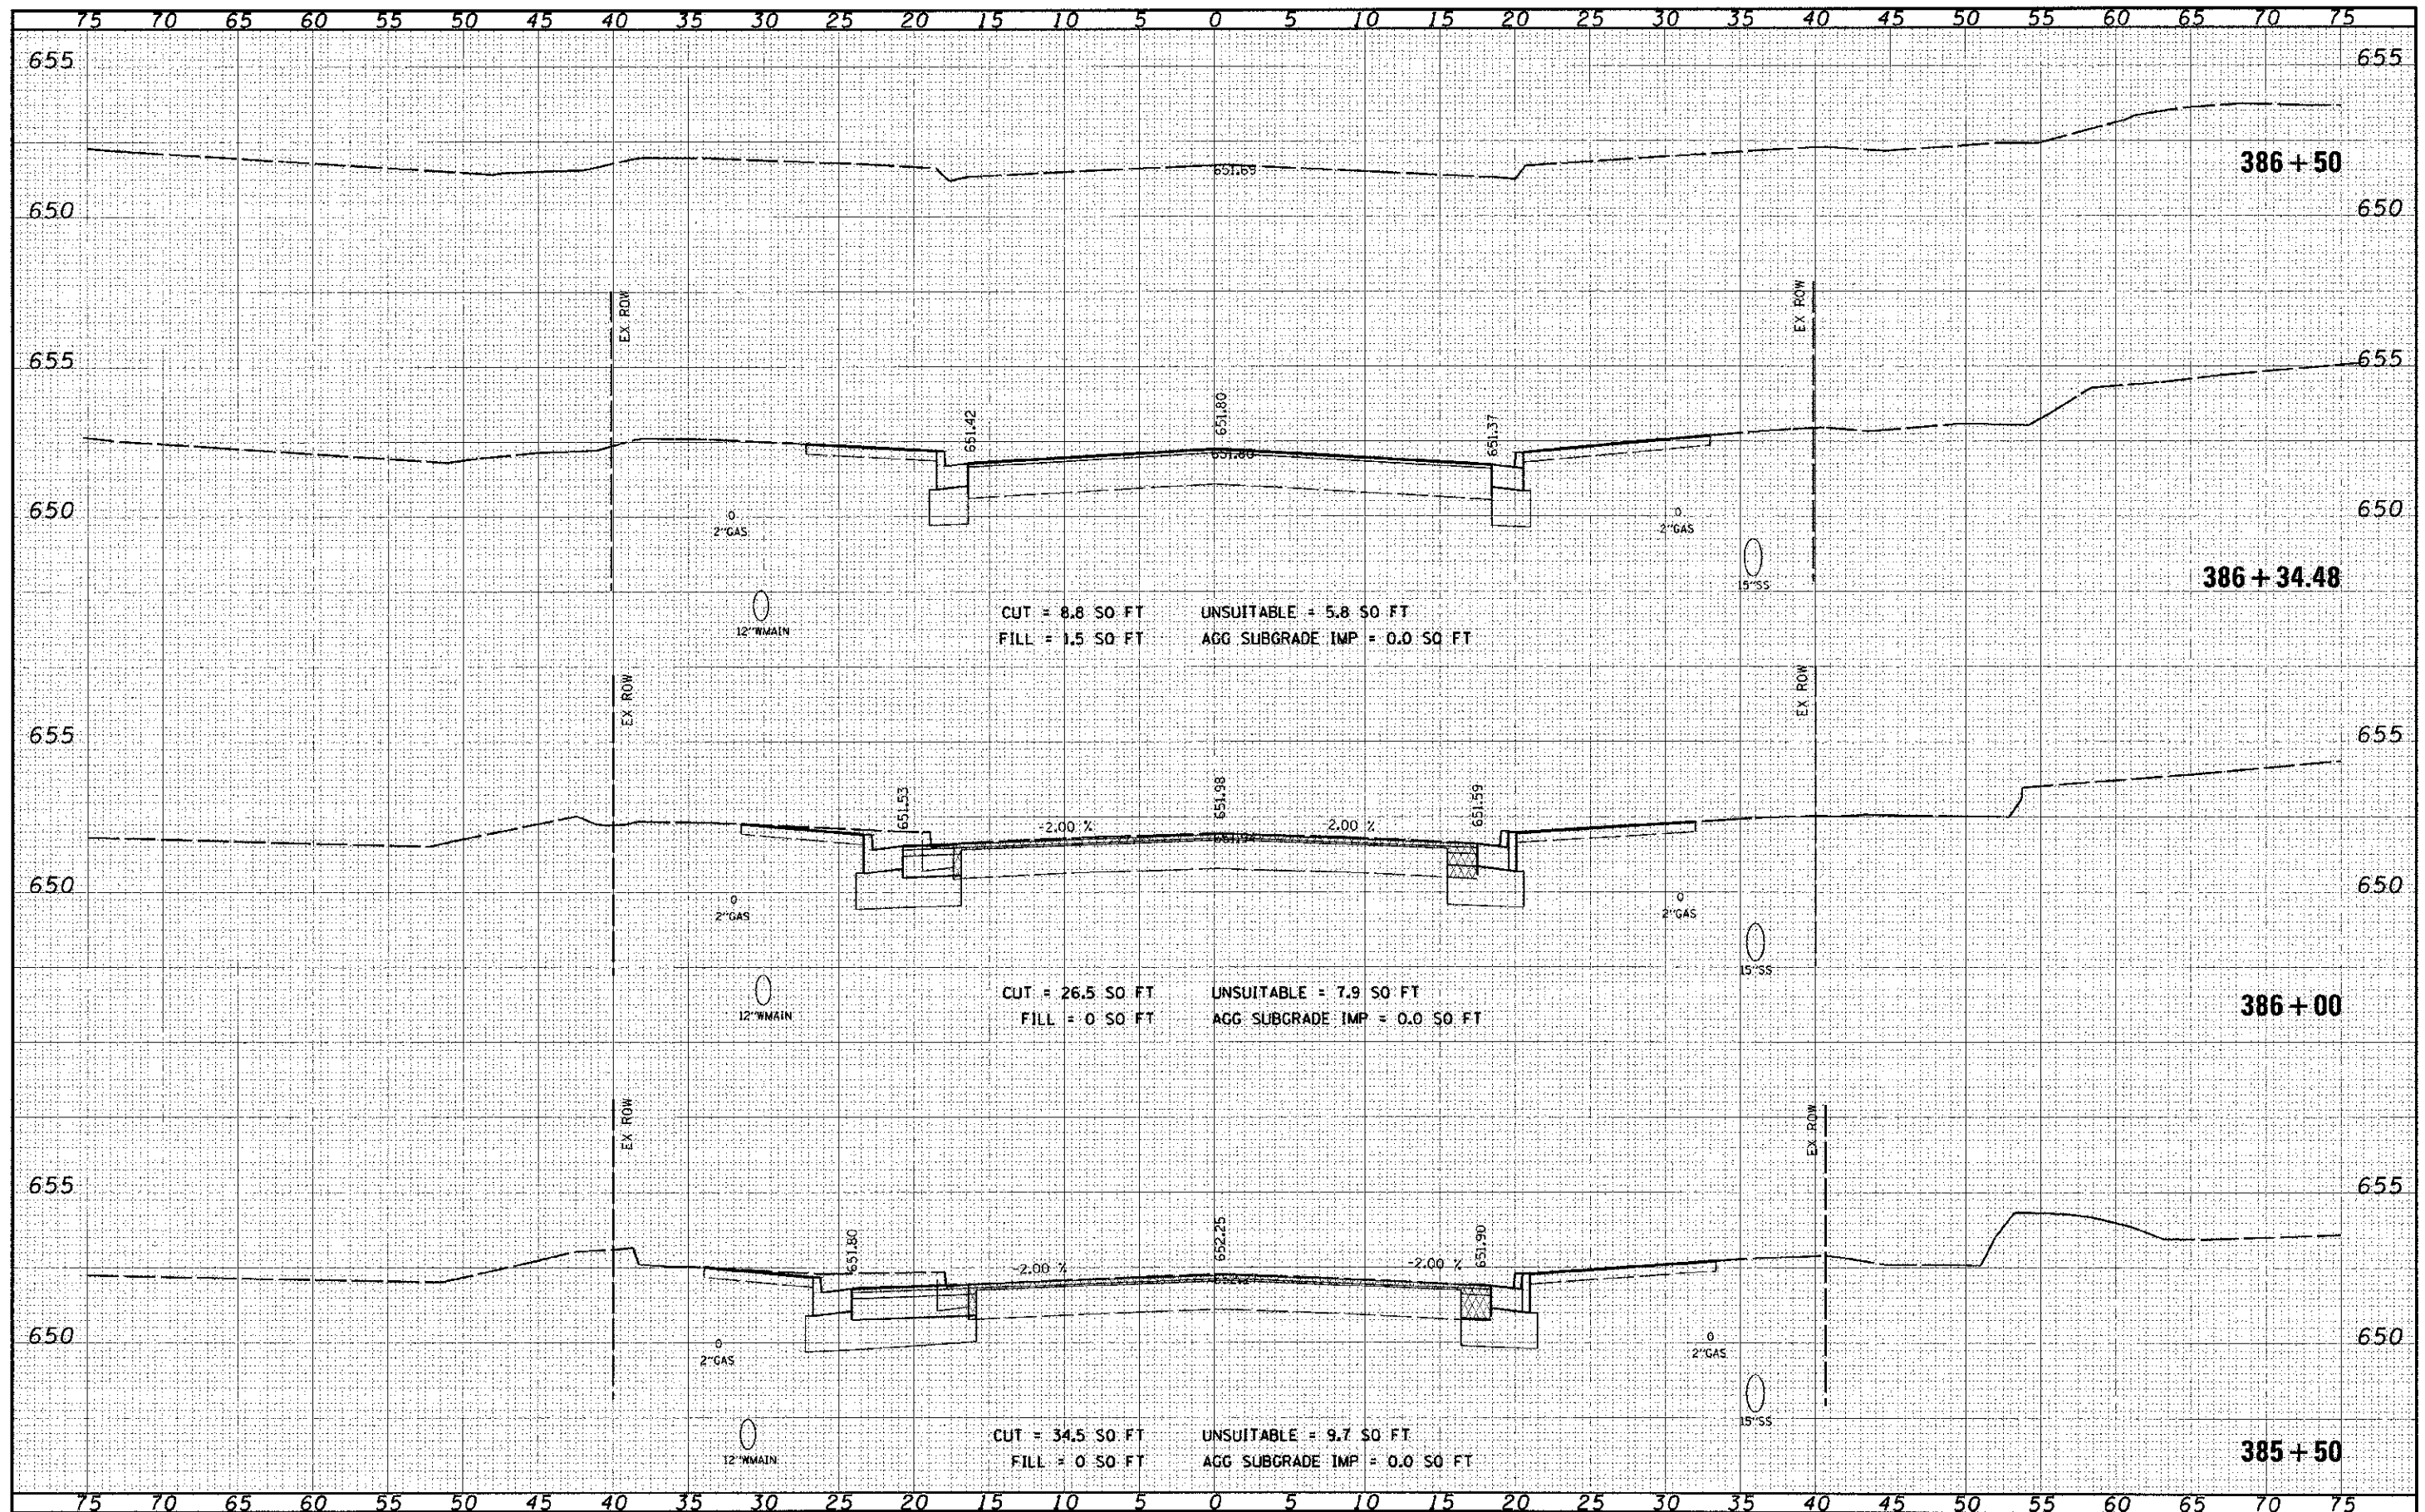 75 70 65 60 55 50 45 40 35 30 25 20 15 10 5 0 5 10 15 20 25 30 35 40 45 50 55 60 65 70 75
655 655
651.69
386+50
650 650
EX ROW EX ROW
655 655
651.42 651.80 651.37
651.80
650 650
2"GAS 2"GAS
15"SS
386+34.48
12"WMAIN
CUT = 8.8 SQ FT UNSUITABLE = 5.8 SQ FT
FILL = 1.5 SQ FT AGG SUBGRADE IMP = 0.0 SQ FT
EX ROW EX ROW
655 655
651.53 651.98 651.59
-2.00 % 2.00 %
651.94
650 650
2"GAS 2"GAS
15"SS
12"WMAIN
CUT = 26.5 SQ FT UNSUITABLE = 7.9 SQ FT
FILL = 0 SQ FT AGG SUBGRADE IMP = 0.0 SQ FT
386+00
EX ROW EX ROW
655 655
651.80 652.25 651.90
-2.00 % -2.00 %
650 650
2"GAS 2"GAS
15"SS
12"WMAIN
CUT = 34.5 SQ FT UNSUITABLE = 9.7 SQ FT
FILL = 0 SQ FT AGG SUBGRADE IMP = 0.0 SQ FT
385+50
75 70 65 60 55 50 45 40 35 30 25 20 15 10 5 0 5 10 15 20 25 30 35 40 45 50 55 60 65 70 75